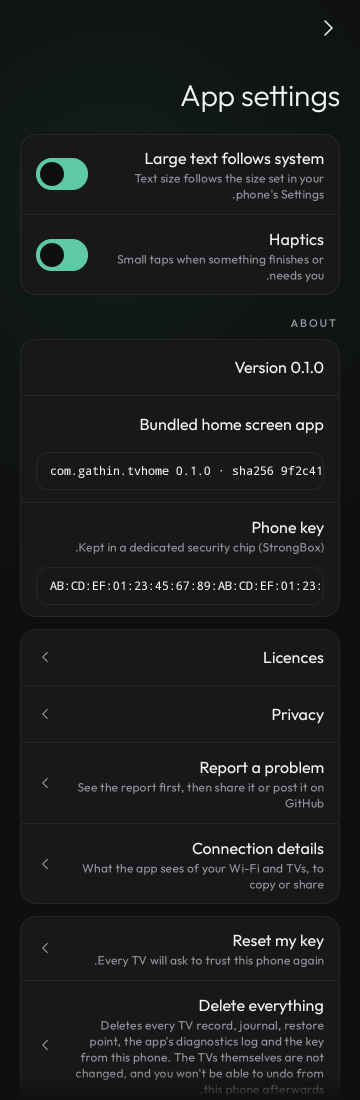 App settings
Large text follows system
Text size follows the size set in your
.phone's Settings
Haptics
Small taps when something finishes or
.needs you
ABOUT
Version 0.1.0
Bundled home screen app
com.gathin.tvhome 0.1.0 · sha256 9f2c41
Phone key
.Kept in a dedicated security chip (StrongBox)
AB:CD:EF:01:23:45:67:89:AB:CD:EF:01:23:
Licences
Privacy
Report a problem
See the report first, then share it or post it on
GitHub
Connection details
What the app sees of your Wi-Fi and TVs, to
copy or share
Reset my key
.Every TV will ask to trust this phone again
Delete everything
Deletes every TV record, journal, restore
point, the app's diagnostics log and the key
from this phone. The TVs themselves are not
changed, and you won't be able to undo from
.this phone afterwards